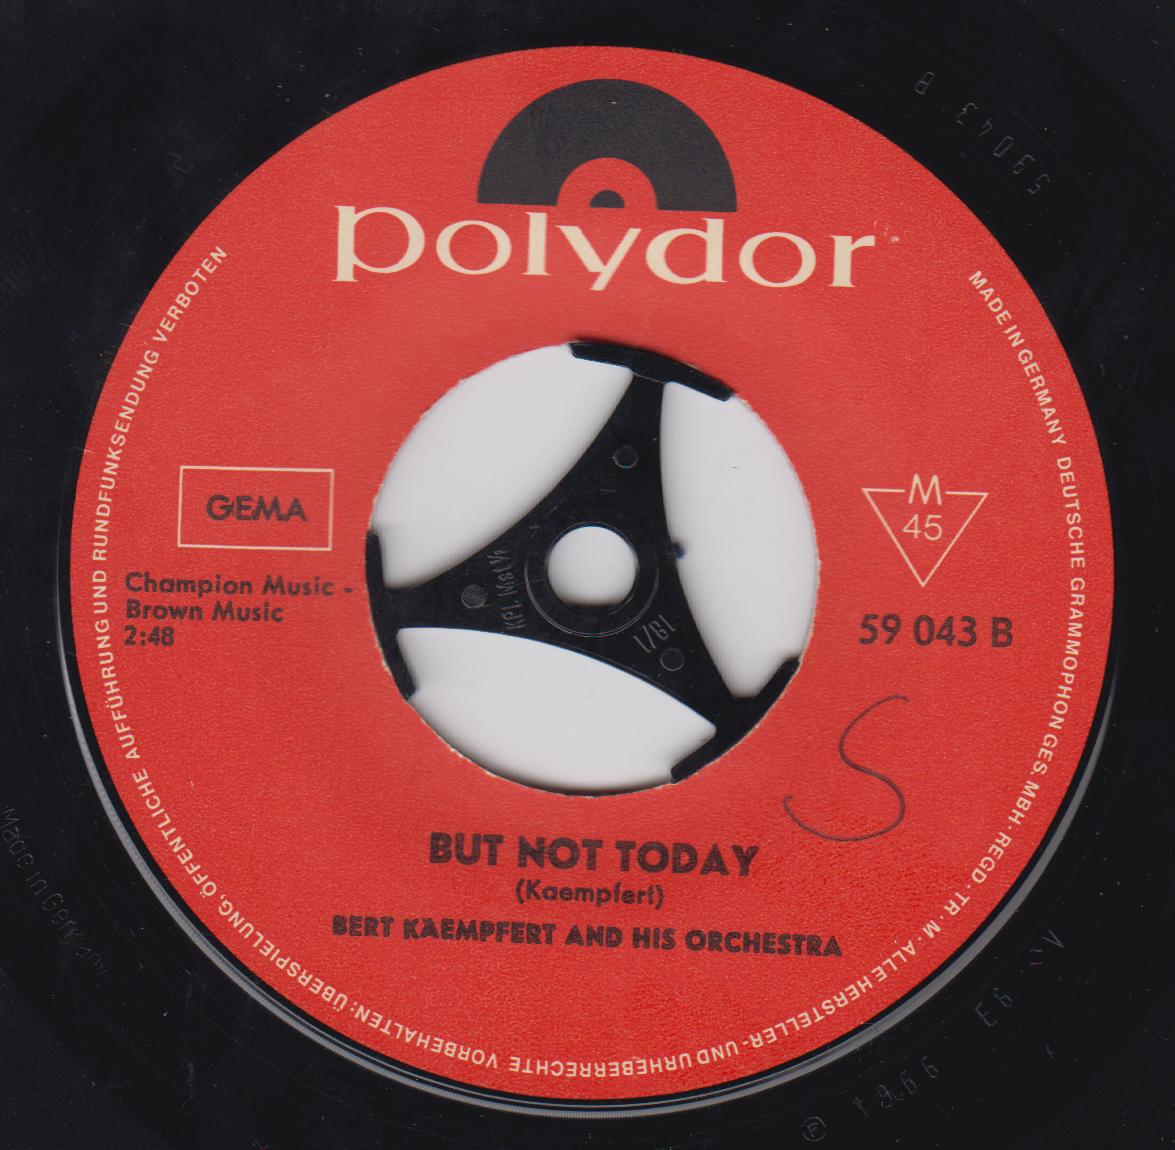 polydor
MADE IN GERMANY DEUTSCHE GRAMMOPHON GES. MBH · REGD · TR. M · ALLE HERSTELLER- UND URHEBERRECHTE VORBEHALTEN: ÜBERSPIELUNG, ÖFFENTLICHE AUFFÜHRUNG UND RUNDFUNKSENDUNG VERBOTEN
GEMA
M
45
Champion Music -
Brown Music
2:48
59 043 B
S
BUT NOT TODAY
(Kaempfert)
BERT KAEMPFERT AND HIS ORCHESTRA
59043 B
Made in Germany
℗ 1966